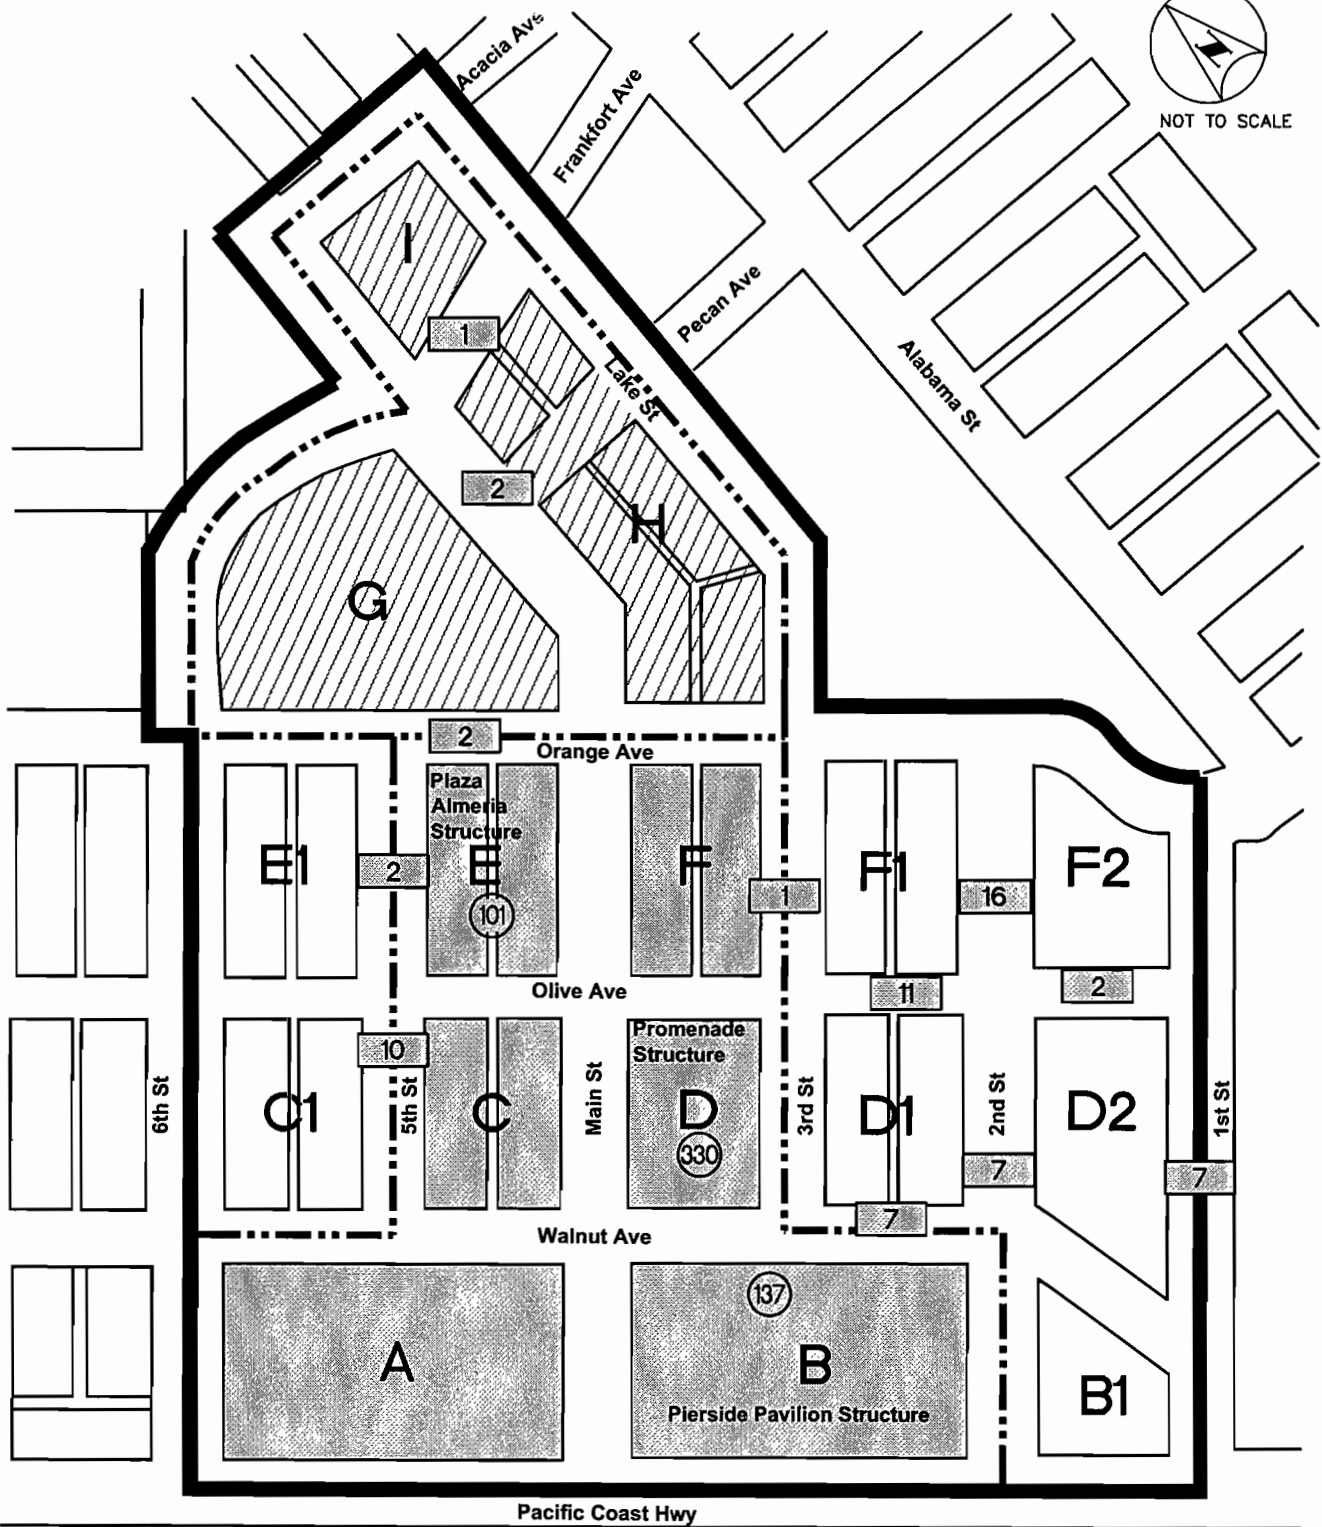 Acacia Ave
Frankfort Ave
N
NOT TO SCALE
I
Pecan Ave
1
Lake St
Alabama St
2
H
G
2
Orange Ave
Plaza
Almeria
Structure
E1
2
E
101
F
1
F1
16
F2
Olive Ave
11
2
Promenade
Structure
10
6th St
C1
5th St
C
Main St
D
330
3rd St
D1
2nd St
D2
1st St
7
7
7
Walnut Ave
137
A
B
Pierside Pavilion Structure
B1
Pacific Coast Hwy